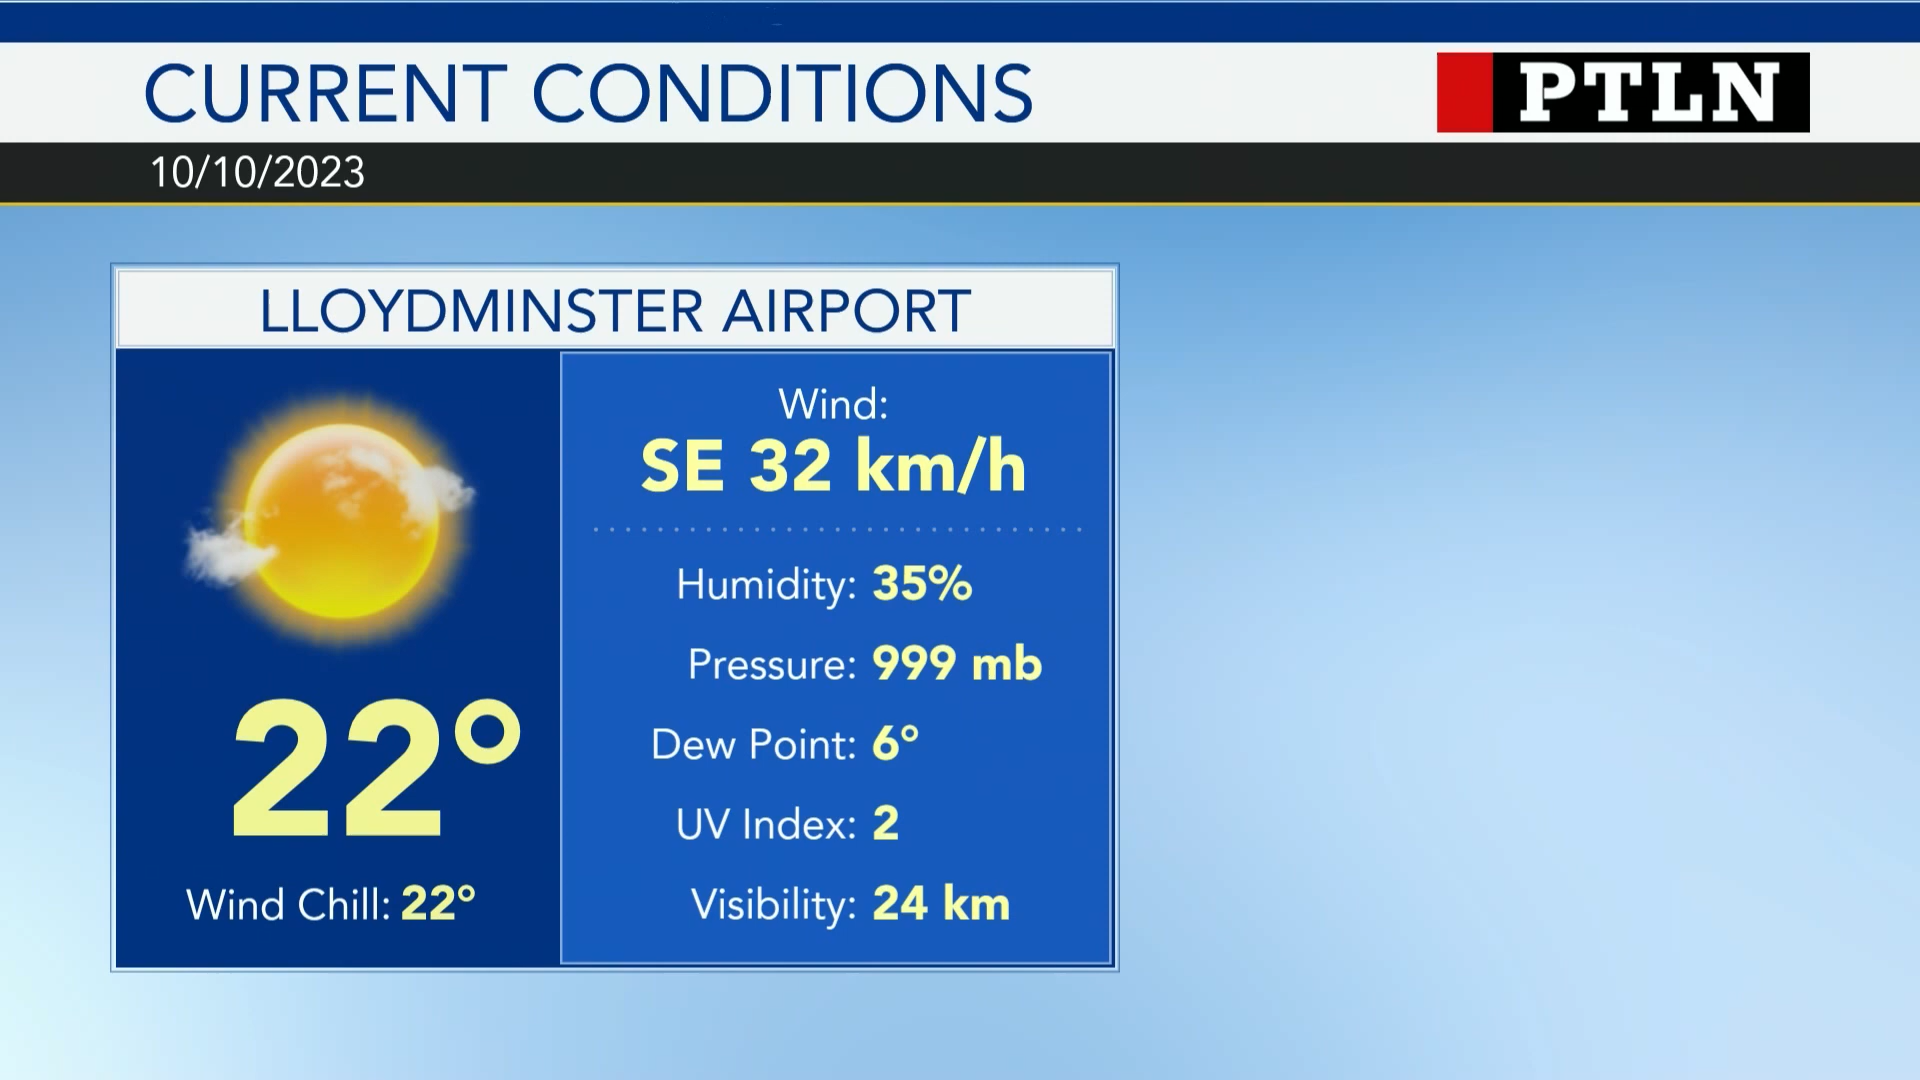 CURRENT CONDITIONS
PTLN
10/10/2023
LLOYDMINSTER AIRPORT
22°
Wind Chill: 22°
Wind:
SE 32 km/h
Humidity: 35%
Pressure: 999 mb
Dew Point: 6°
UV Index: 2
Visibility: 24 km